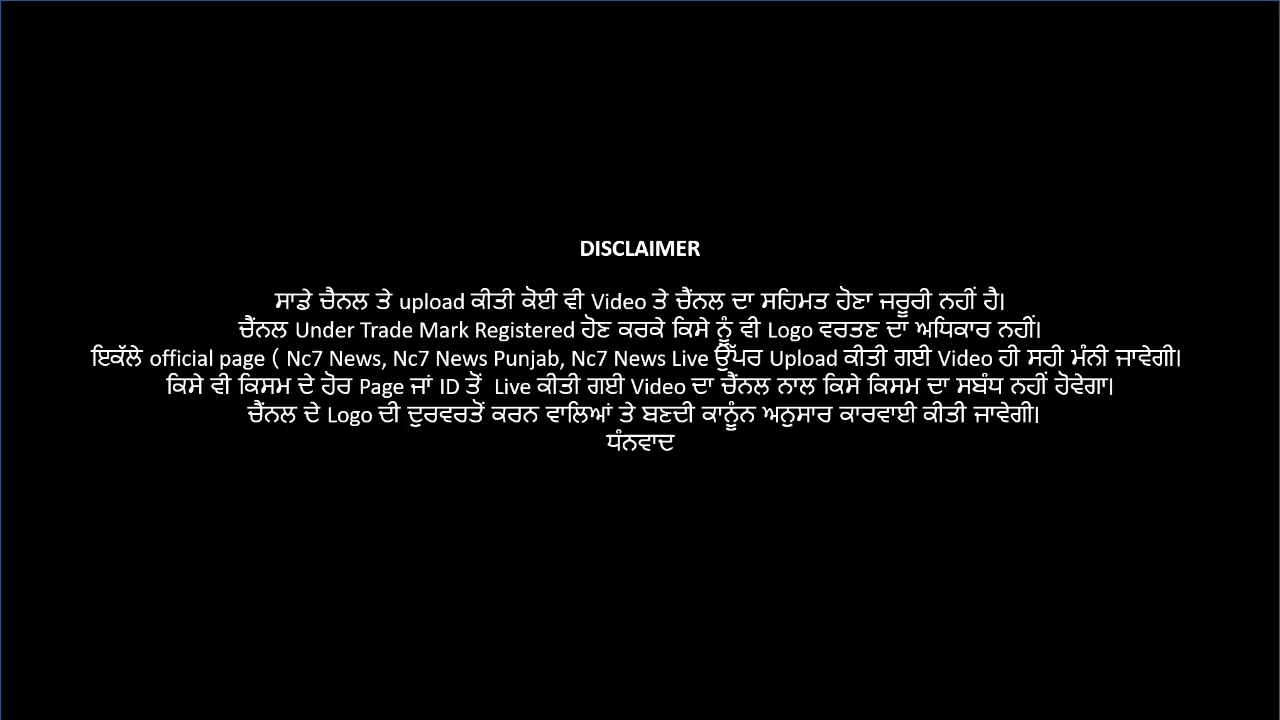 DISCLAIMER
ਸਾਡੇ ਚੈਨਲ ਤੇ upload ਕੀਤੀ ਕੋਈ ਵੀ Video ਤੇ ਚੈਂਨਲ ਦਾ ਸਹਿਮਤ ਹੋਣਾ ਜਰੂਰੀ ਨਹੀਂ ਹੈ।
ਚੈਂਨਲ Under Trade Mark Registered ਹੋਣ ਕਰਕੇ ਕਿਸੇ ਨੂੰ ਵੀ Logo ਵਰਤਣ ਦਾ ਅਧਿਕਾਰ ਨਹੀਂ।
ਇਕੱਲੇ official page ( Nc7 News, Nc7 News Punjab, Nc7 News Live ਉੱਪਰ Upload ਕੀਤੀ ਗਈ Video ਹੀ ਸਹੀ ਮੰਨੀ ਜਾਵੇਗੀ।
ਕਿਸੇ ਵੀ ਕਿਸਮ ਦੇ ਹੋਰ Page ਜਾਂ ID ਤੋਂ Live ਕੀਤੀ ਗਈ Video ਦਾ ਚੈਂਨਲ ਨਾਲ ਕਿਸੇ ਕਿਸਮ ਦਾ ਸਬੰਧ ਨਹੀਂ ਹੋਵੇਗਾ।
ਚੈਂਨਲ ਦੇ Logo ਦੀ ਦੁਰਵਰਤੋਂ ਕਰਨ ਵਾਲਿਆਂ ਤੇ ਬਣਦੀ ਕਾਨੂੰਨ ਅਨੁਸਾਰ ਕਾਰਵਾਈ ਕੀਤੀ ਜਾਵੇਗੀ।
ਧੰਨਵਾਦ